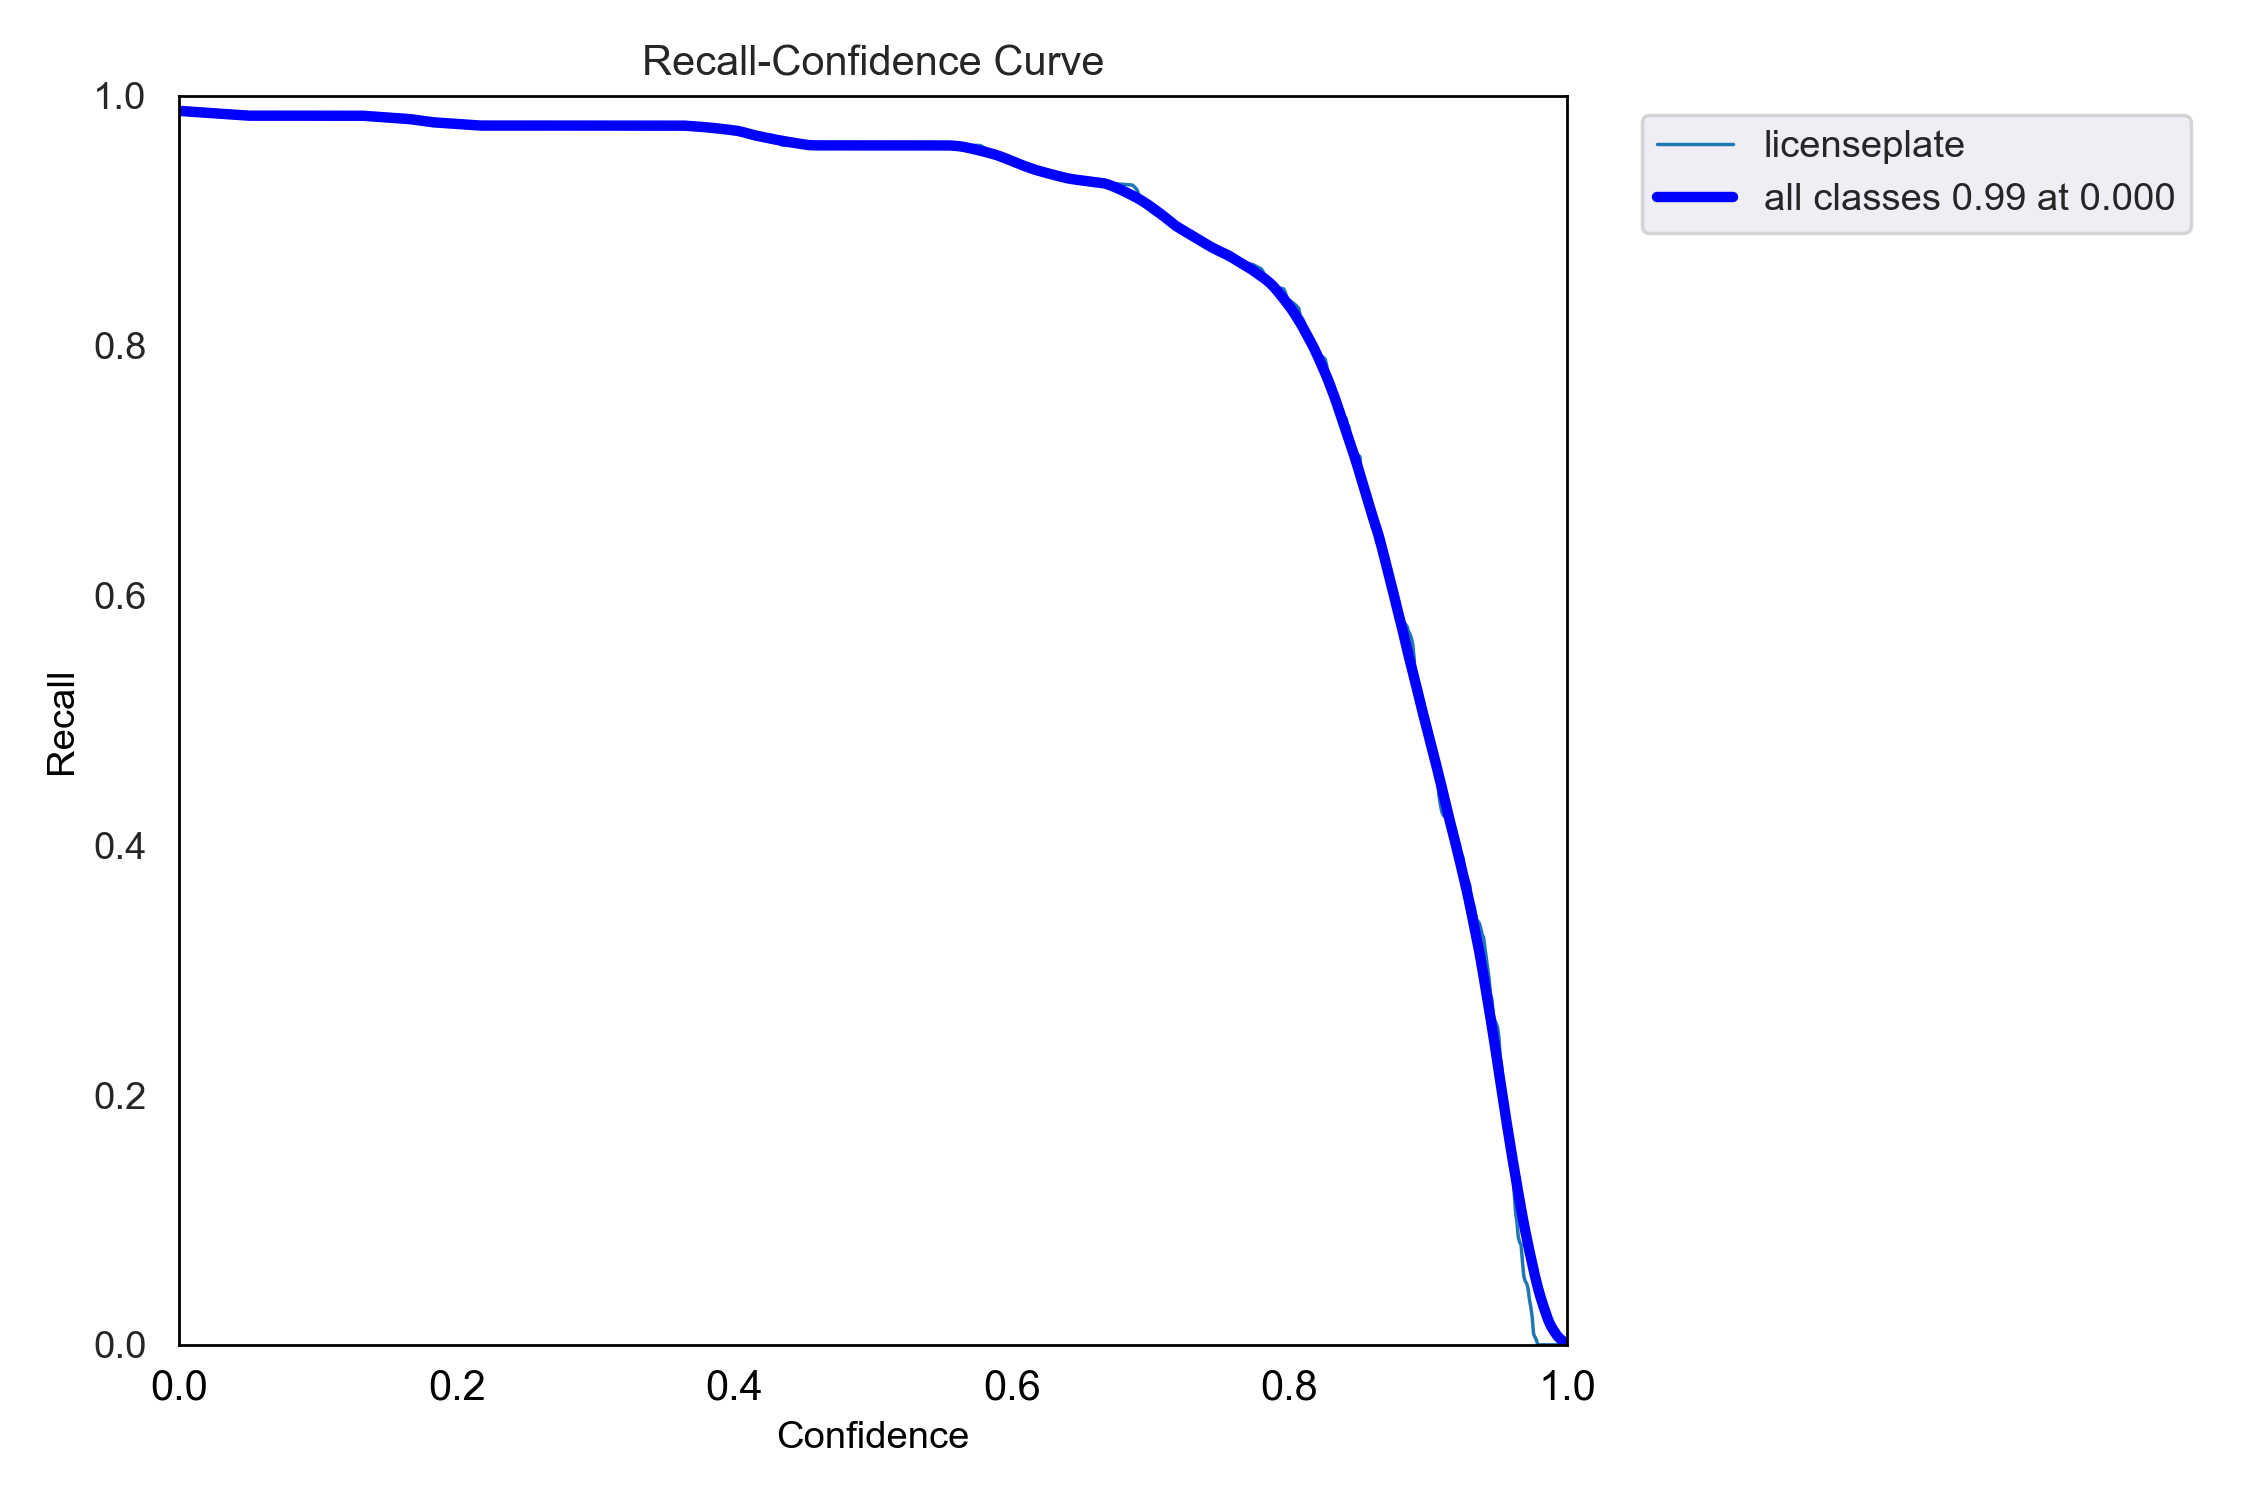 Recall-Confidence Curve
1.0
0.8
0.6
0.4
0.2
0.0
Recall
0.0 0.2 0.4 0.6 0.8 1.0
Confidence
licenseplate
all classes 0.99 at 0.000